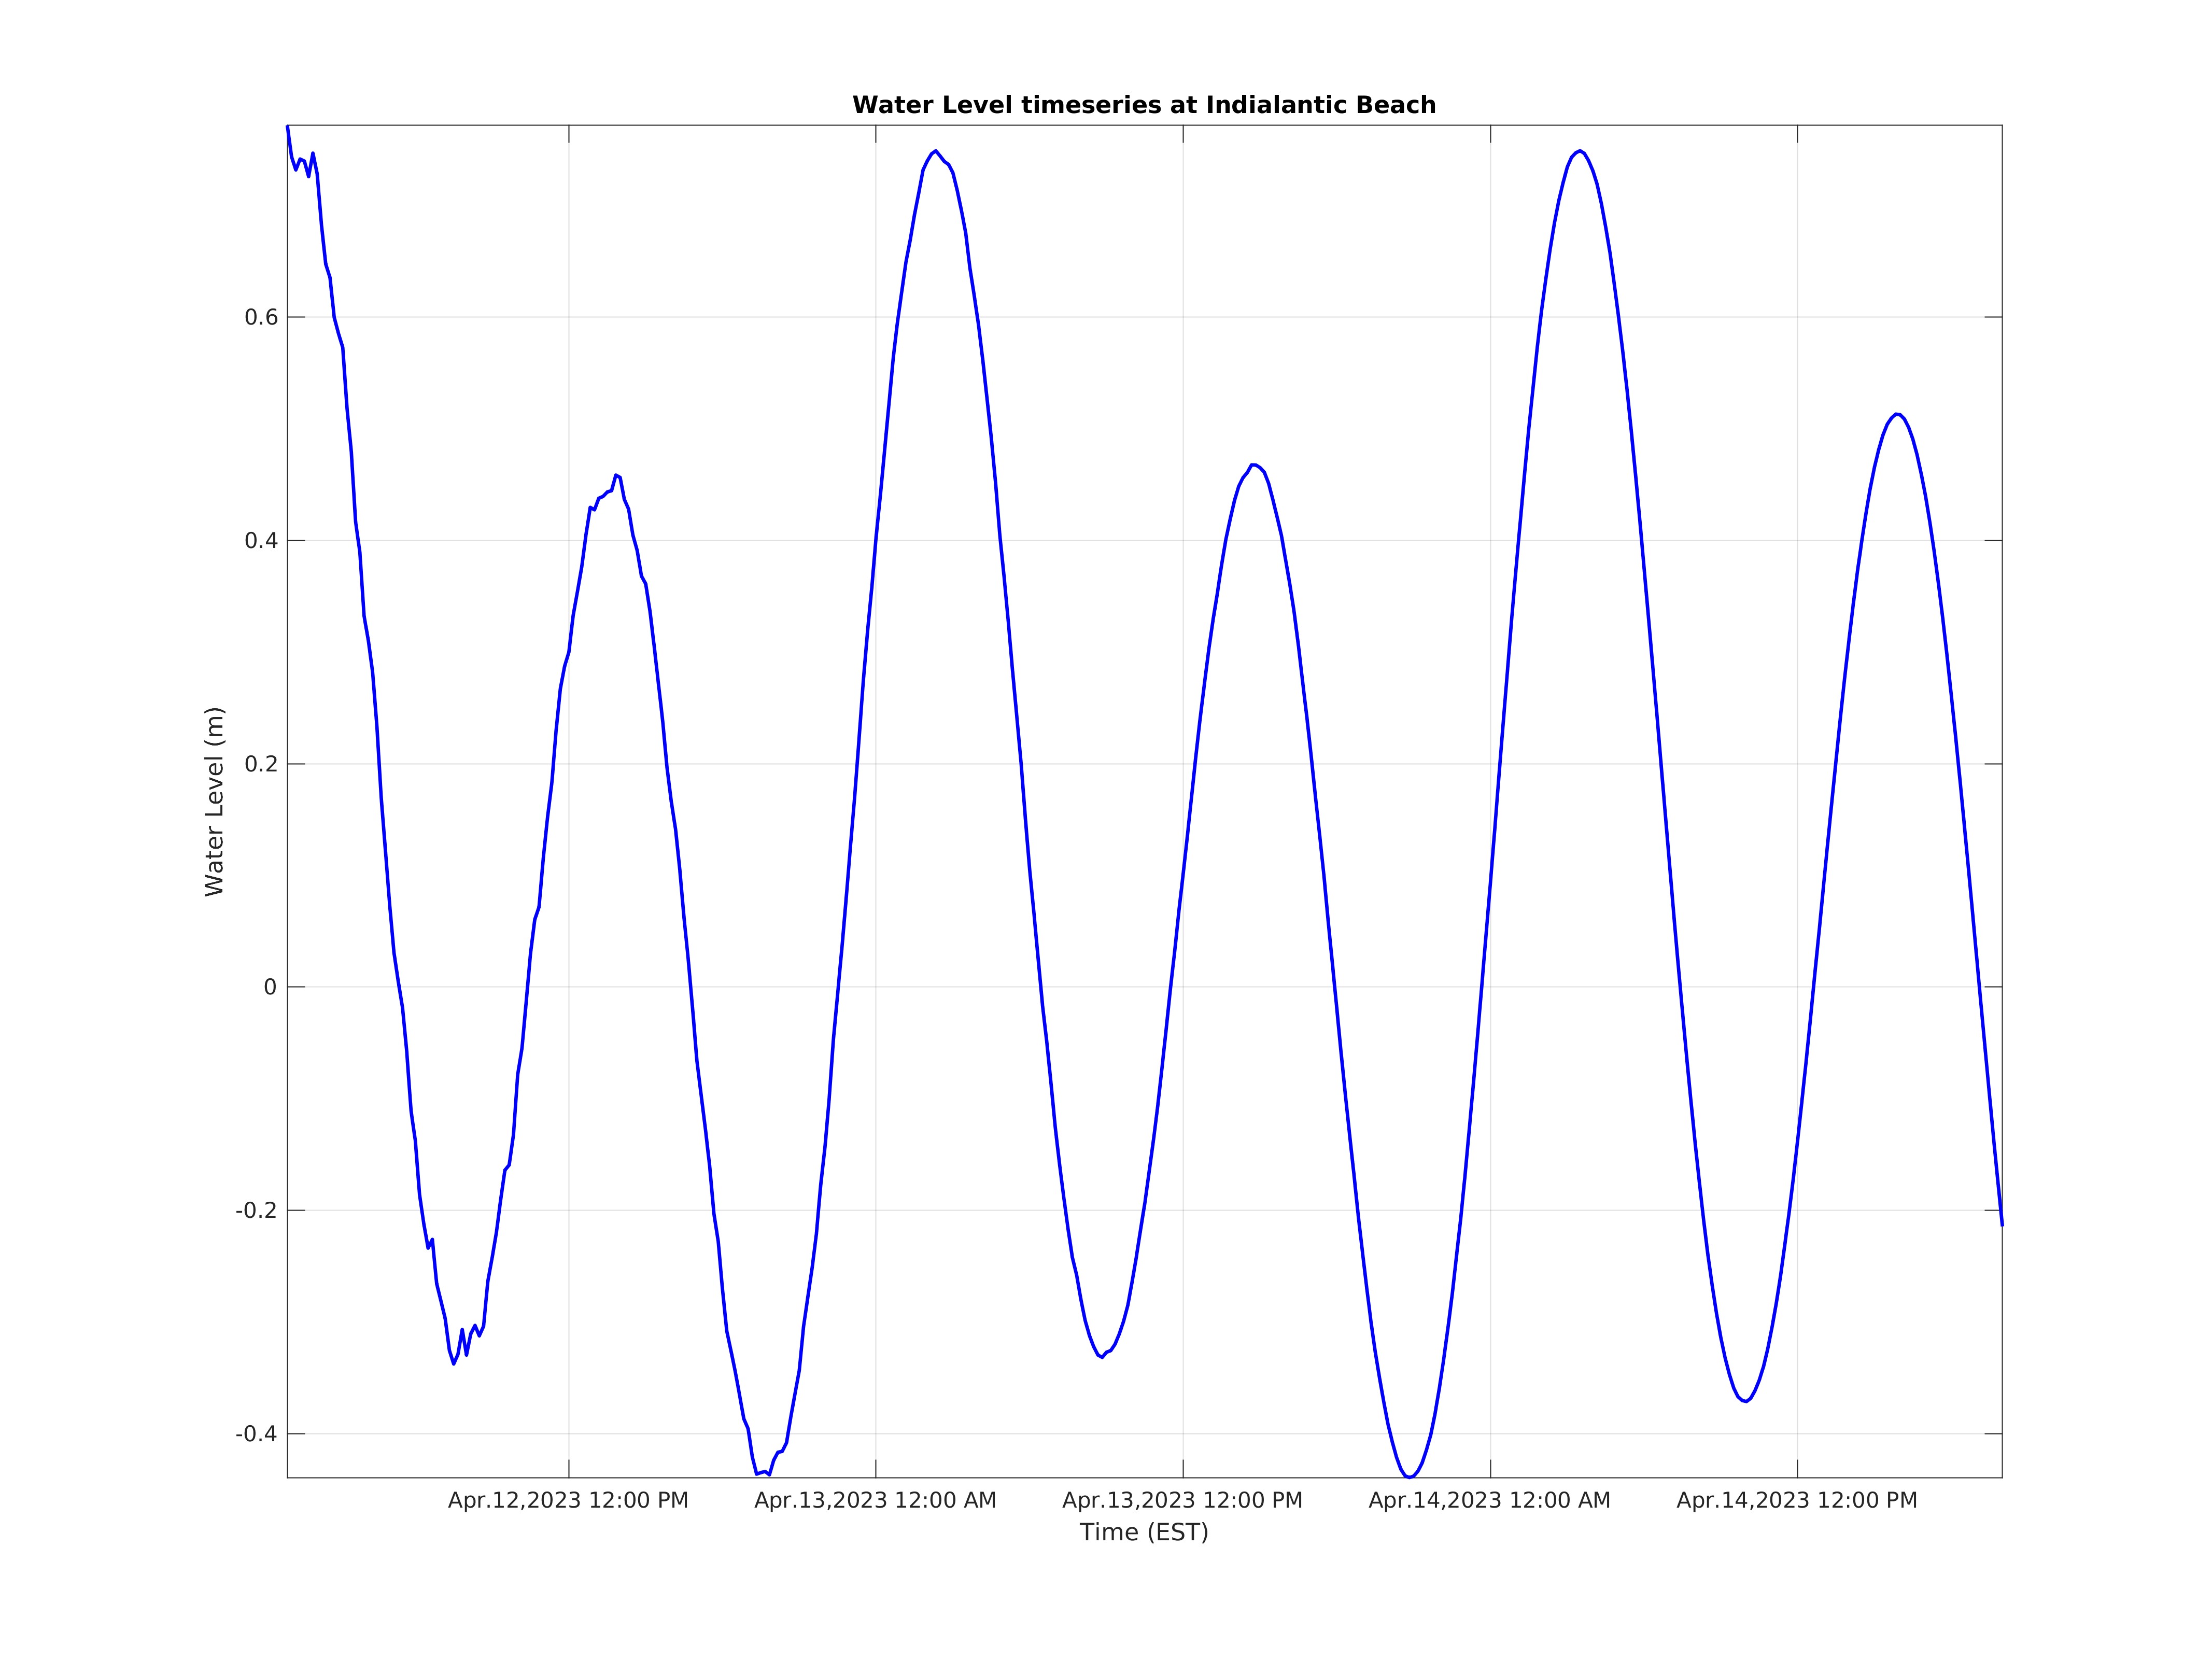 Water Level timeseries at Indialantic Beach
0.6
0.4
0.2
0
-0.2
-0.4
Water Level (m)
Apr.12,2023 12:00 PM
Apr.13,2023 12:00 AM
Apr.13,2023 12:00 PM
Apr.14,2023 12:00 AM
Apr.14,2023 12:00 PM
Time (EST)